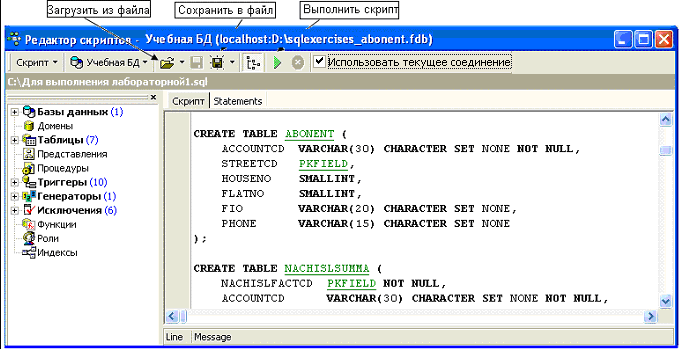 Загрузить из файла
Сохранить в файл
Выполнить скрипт
Редактор скриптов - Учебная БД (localhost:D:\sqlexercises_abonent.fdb)
Скрипт
Учебная БД
Использовать текущее соединение
C:\Для выполнения лабораторной1.sql
Базы данных (1)
Домены
Таблицы (7)
Представления
Процедуры
Триггеры (10)
Генераторы (1)
Исключения (6)
Функции
Роли
Индексы
Скрипт
Statements
CREATE TABLE ABONENT (
ACCOUNTCD VARCHAR(30) CHARACTER SET NONE NOT NULL,
STREETCD PKFIELD,
HOUSENO SMALLINT,
FLATNO SMALLINT,
FIO VARCHAR(20) CHARACTER SET NONE,
PHONE VARCHAR(15) CHARACTER SET NONE
);
CREATE TABLE NACHISLSUMMA (
NACHISLFACTCD PKFIELD NOT NULL,
ACCOUNTCD VARCHAR(30) CHARACTER SET NONE NOT NULL,
Line Message